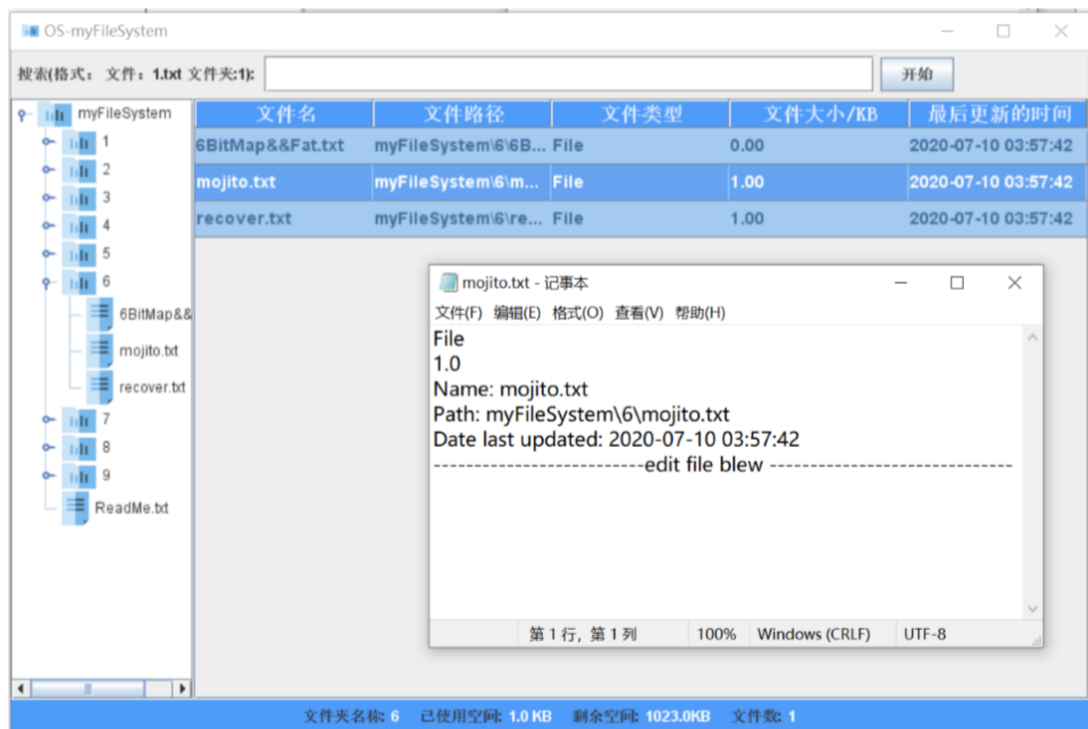 OS-myFileSystem
搜索(格式： 文件：1.txt 文件夹:1):
开始
myFileSystem
1
2
3
4
5
6
6BitMap&&
mojito.txt
recover.txt
7
8
9
ReadMe.txt
文件名 文件路径 文件类型 文件大小/KB 最后更新的时间
6BitMap&&Fat.txt myFileSystem\6\6B... File 0.00 2020-07-10 03:57:42
mojito.txt myFileSystem\6\m... File 1.00 2020-07-10 03:57:42
recover.txt myFileSystem\6\re... File 1.00 2020-07-10 03:57:42
mojito.txt - 记事本
文件(F) 编辑(E) 格式(O) 查看(V) 帮助(H)
File
1.0
Name: mojito.txt
Path: myFileSystem\6\mojito.txt
Date last updated: 2020-07-10 03:57:42
--------------------------edit file blew ------------------------------
第 1 行，第 1 列 100% Windows (CRLF) UTF-8
文件夹名称: 6 已使用空间: 1.0 KB 剩余空间: 1023.0KB 文件数: 1